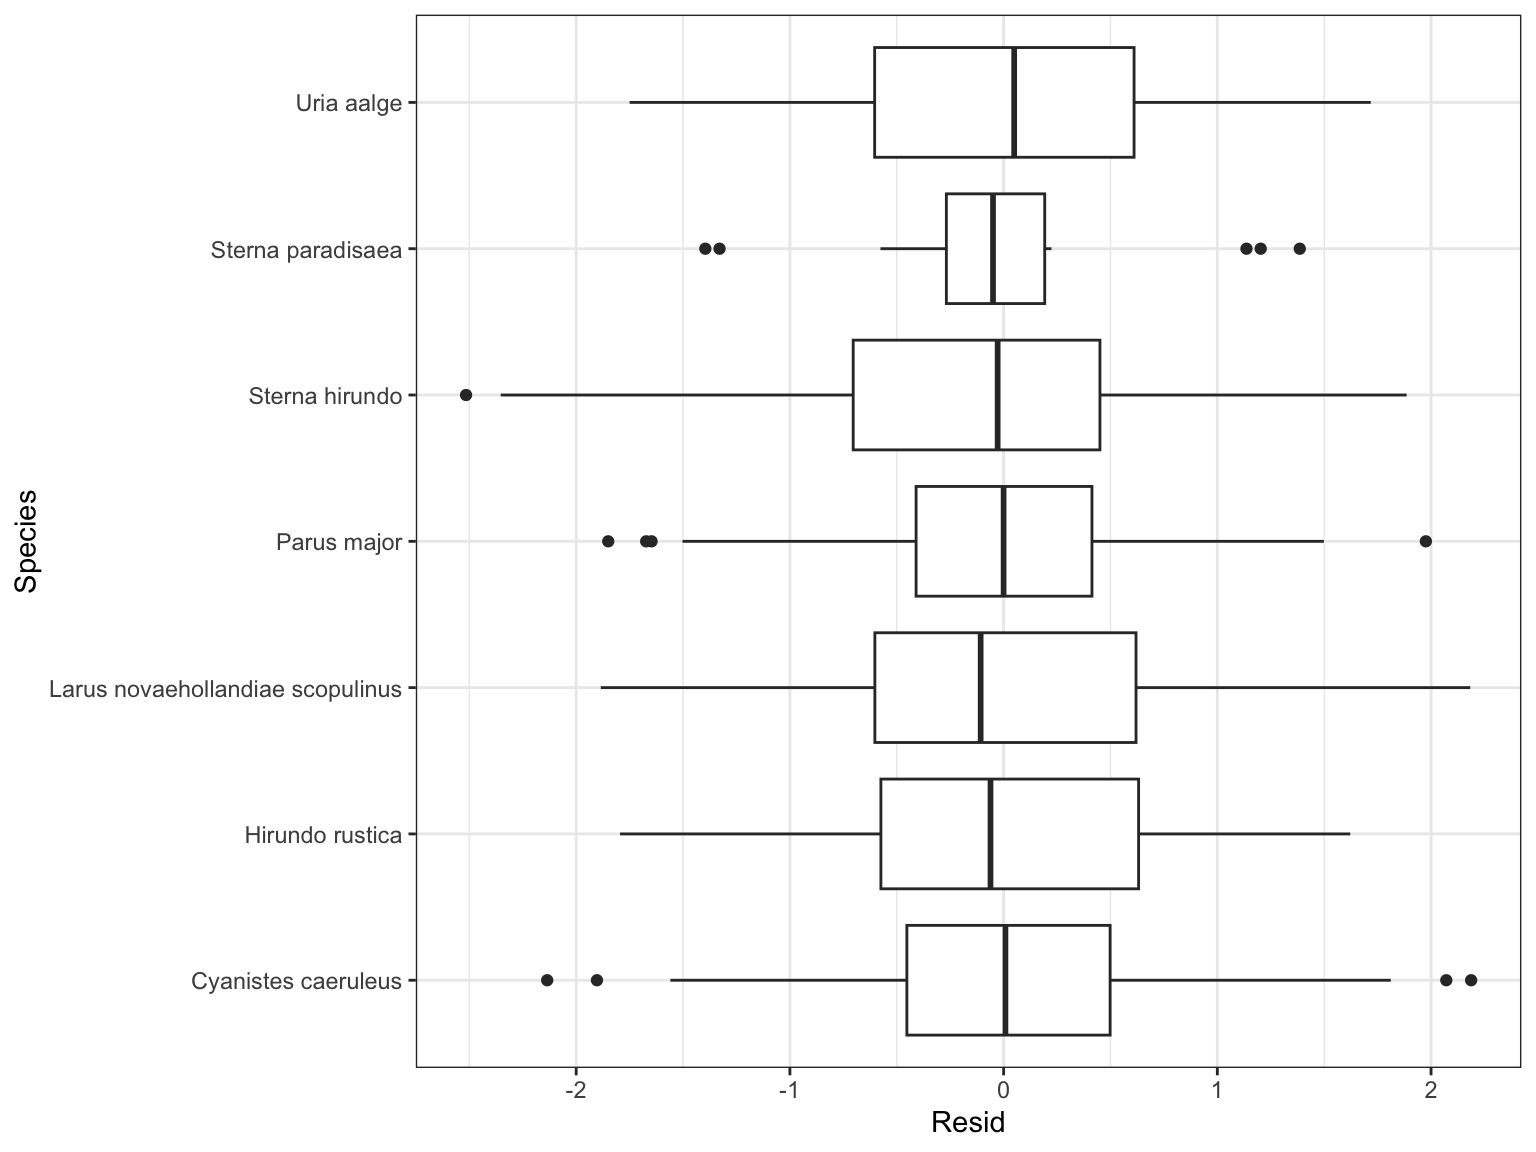 Uria aalge
Sterna paradisaea
Sterna hirundo
Parus major
Larus novaehollandiae scopulinus
Hirundo rustica
Cyanistes caeruleus
Species
-2 -1 0 1 2
Resid